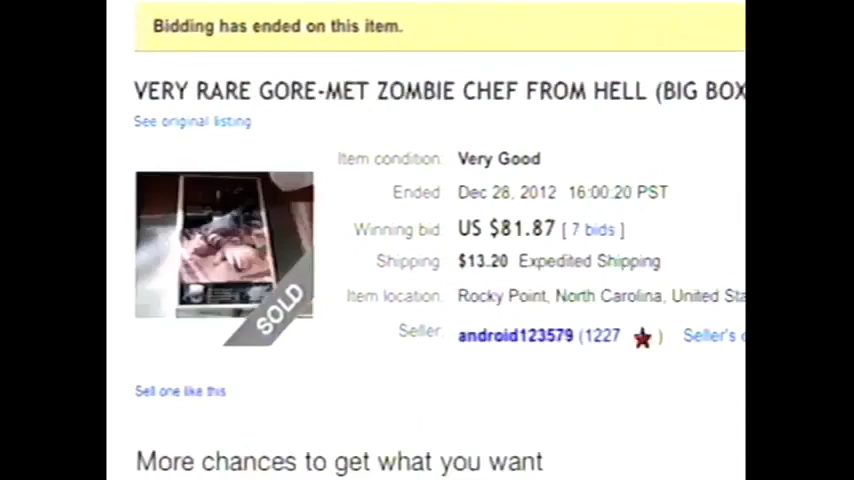 Bidding has ended on this item.
VERY RARE GORE-MET ZOMBIE CHEF FROM HELL (BIG BOX
See original listing
Item condition: Very Good
Ended: Dec 28, 2012 16:00:20 PST
Winning bid: US $81.87 [ 7 bids ]
Shipping: $13.20 Expedited Shipping
Item location: Rocky Point, North Carolina, United Sta
Seller: android123579 (1227 ★ ) Seller's o
SOLD
Sell one like this
More chances to get what you want